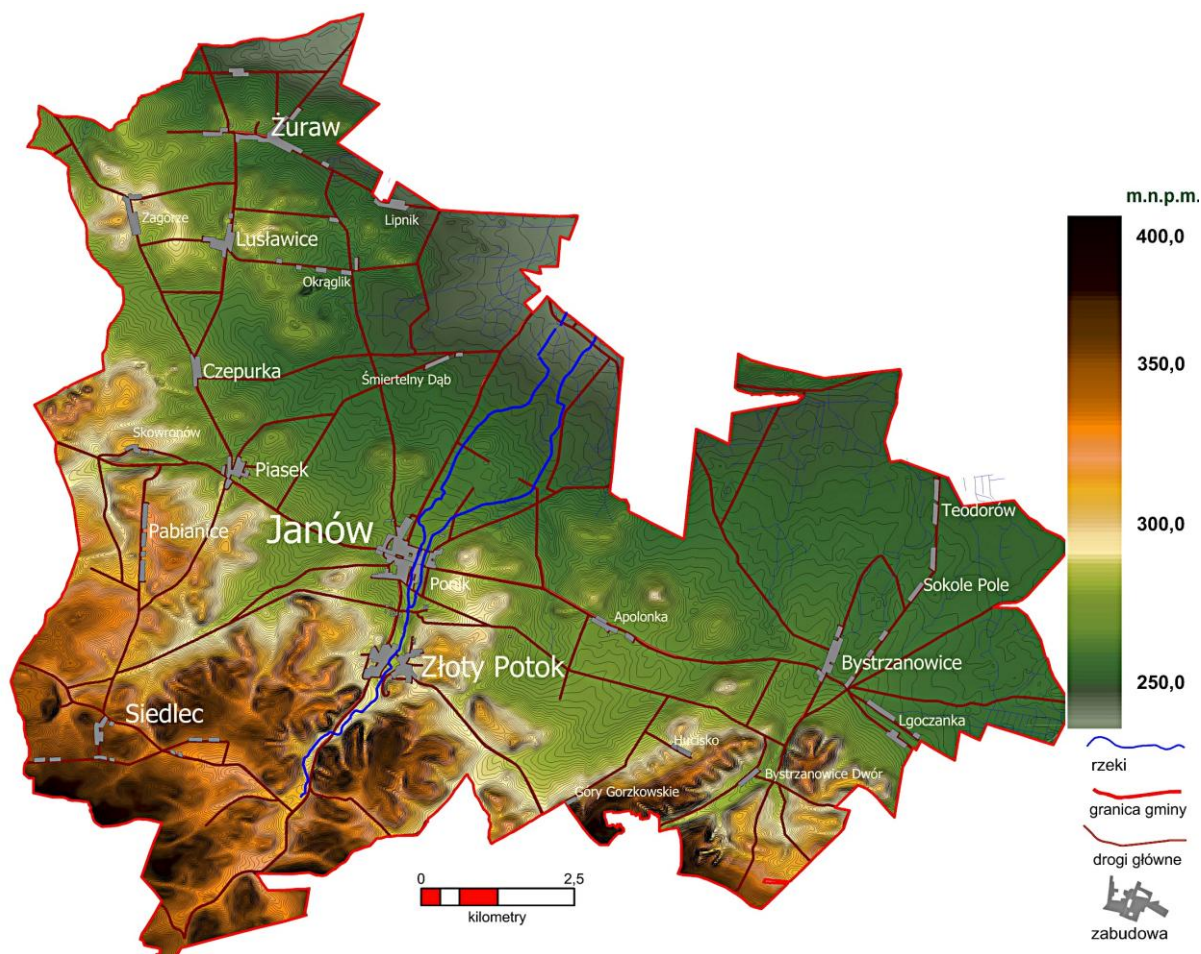 Żuraw
m.n.p.m.
Zagórze
Lipnik
400,0
Lusławice
Okrąglik
350,0
Czepurka
Śmiertelny Dąb
Skowronów
Piasek
Teodorów
Janów
Pabianice
300,0
Ponik
Sokole Pole
Apolonka
Złoty Potok
Bystrzanowice
250,0
Siedlec
Lgoczanka
Hucisko
rzeki
Bystrzanowice Dwór
Góry Gorzkowskie
granica gminy
drogi główne
0 2,5
kilometry
zabudowa